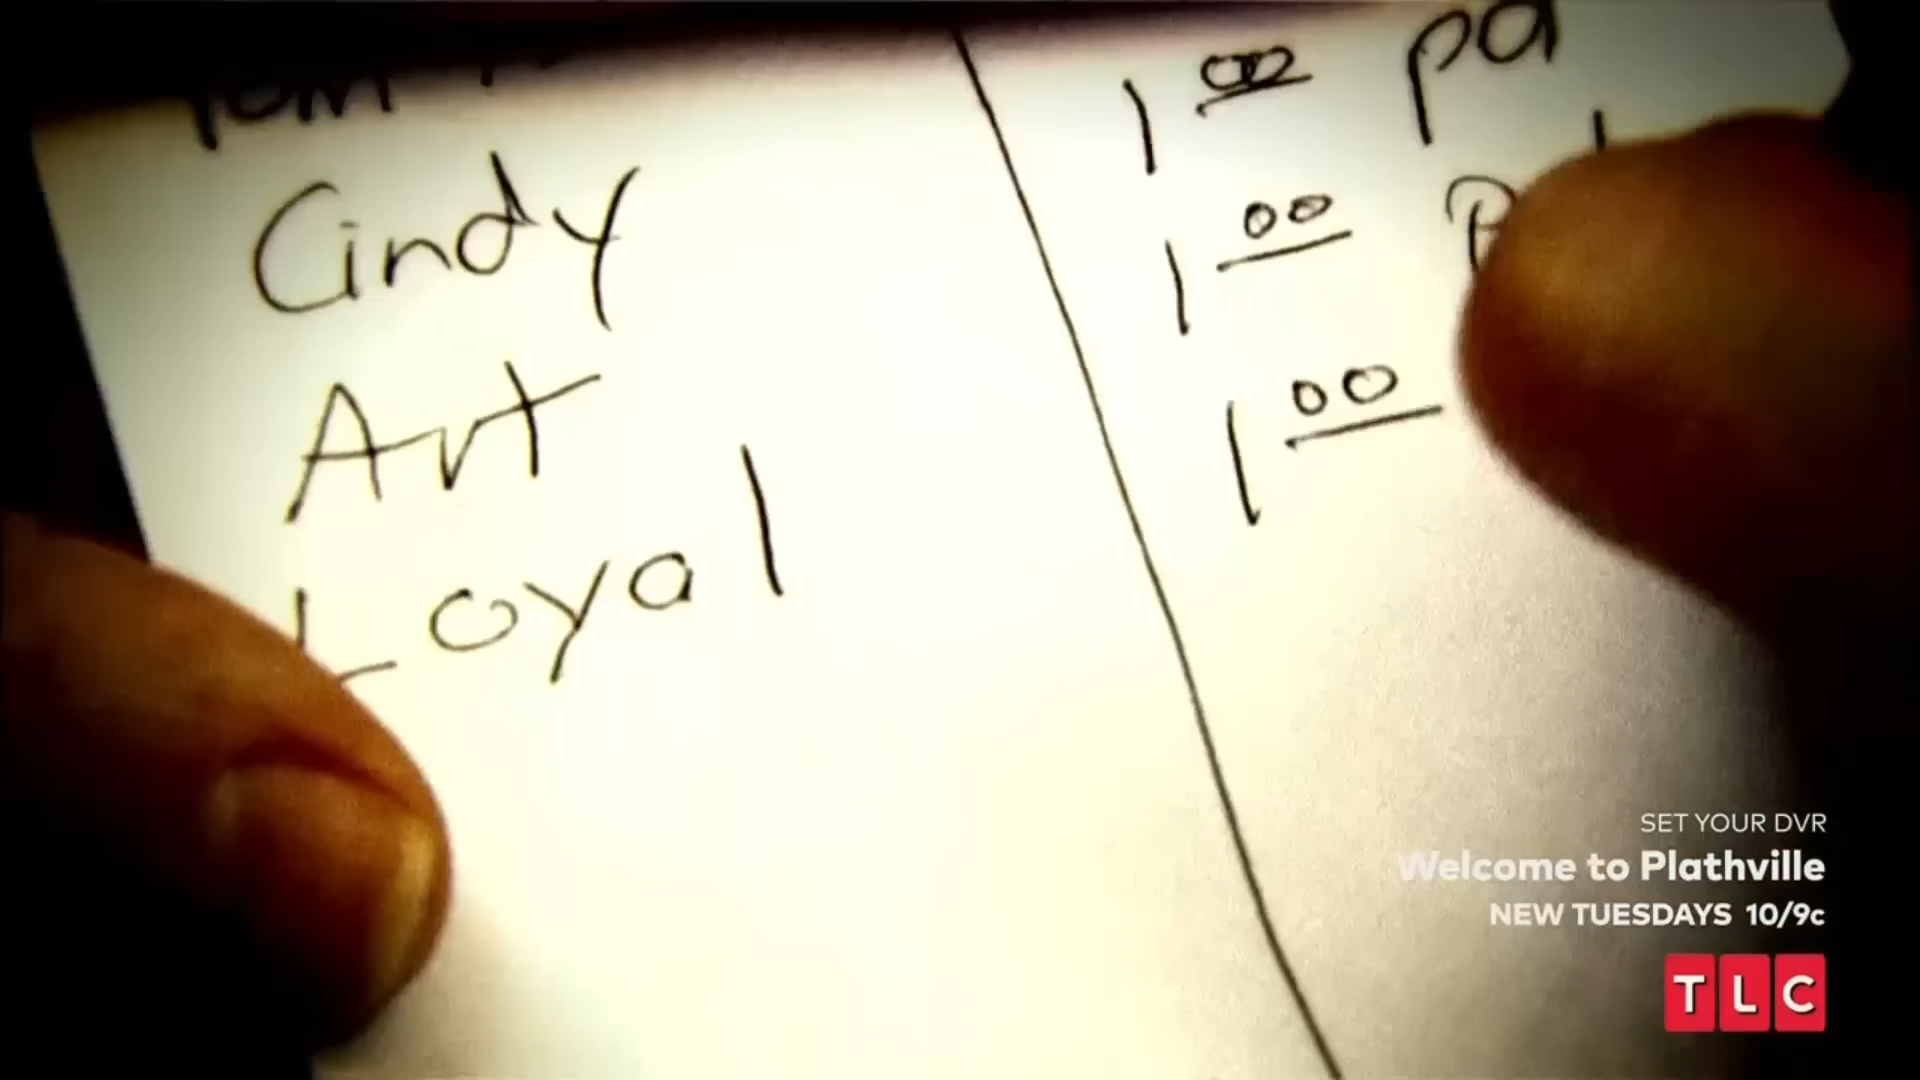 Cindy
Art
Loyal
1 00 pd
1 00
1 00
SET YOUR DVR
Welcome to Plathville
NEW TUESDAYS 10/9c
TLC